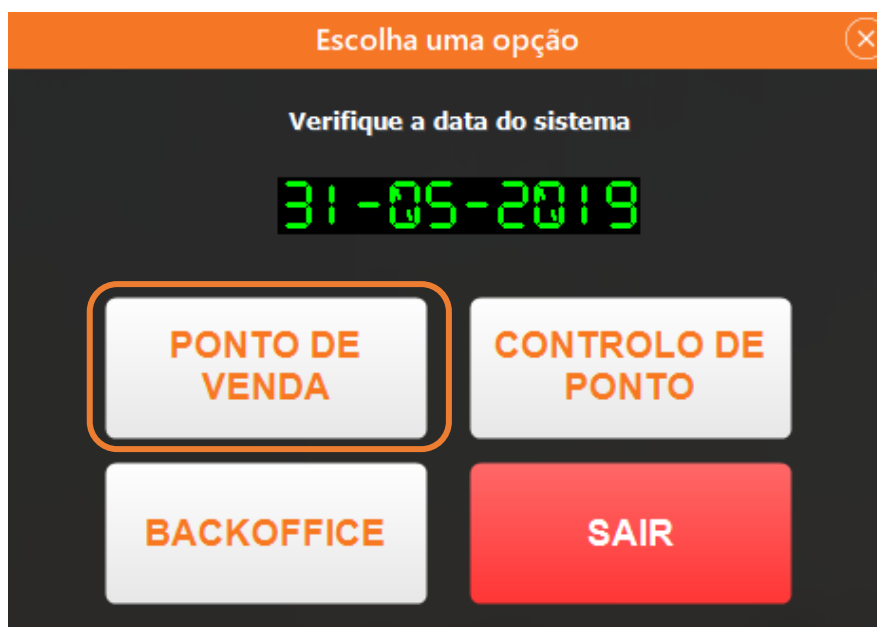 Escolha uma opção
Verifique a data do sistema
31-05-2019
PONTO DE
VENDA
CONTROLO DE
PONTO
BACKOFFICE
SAIR